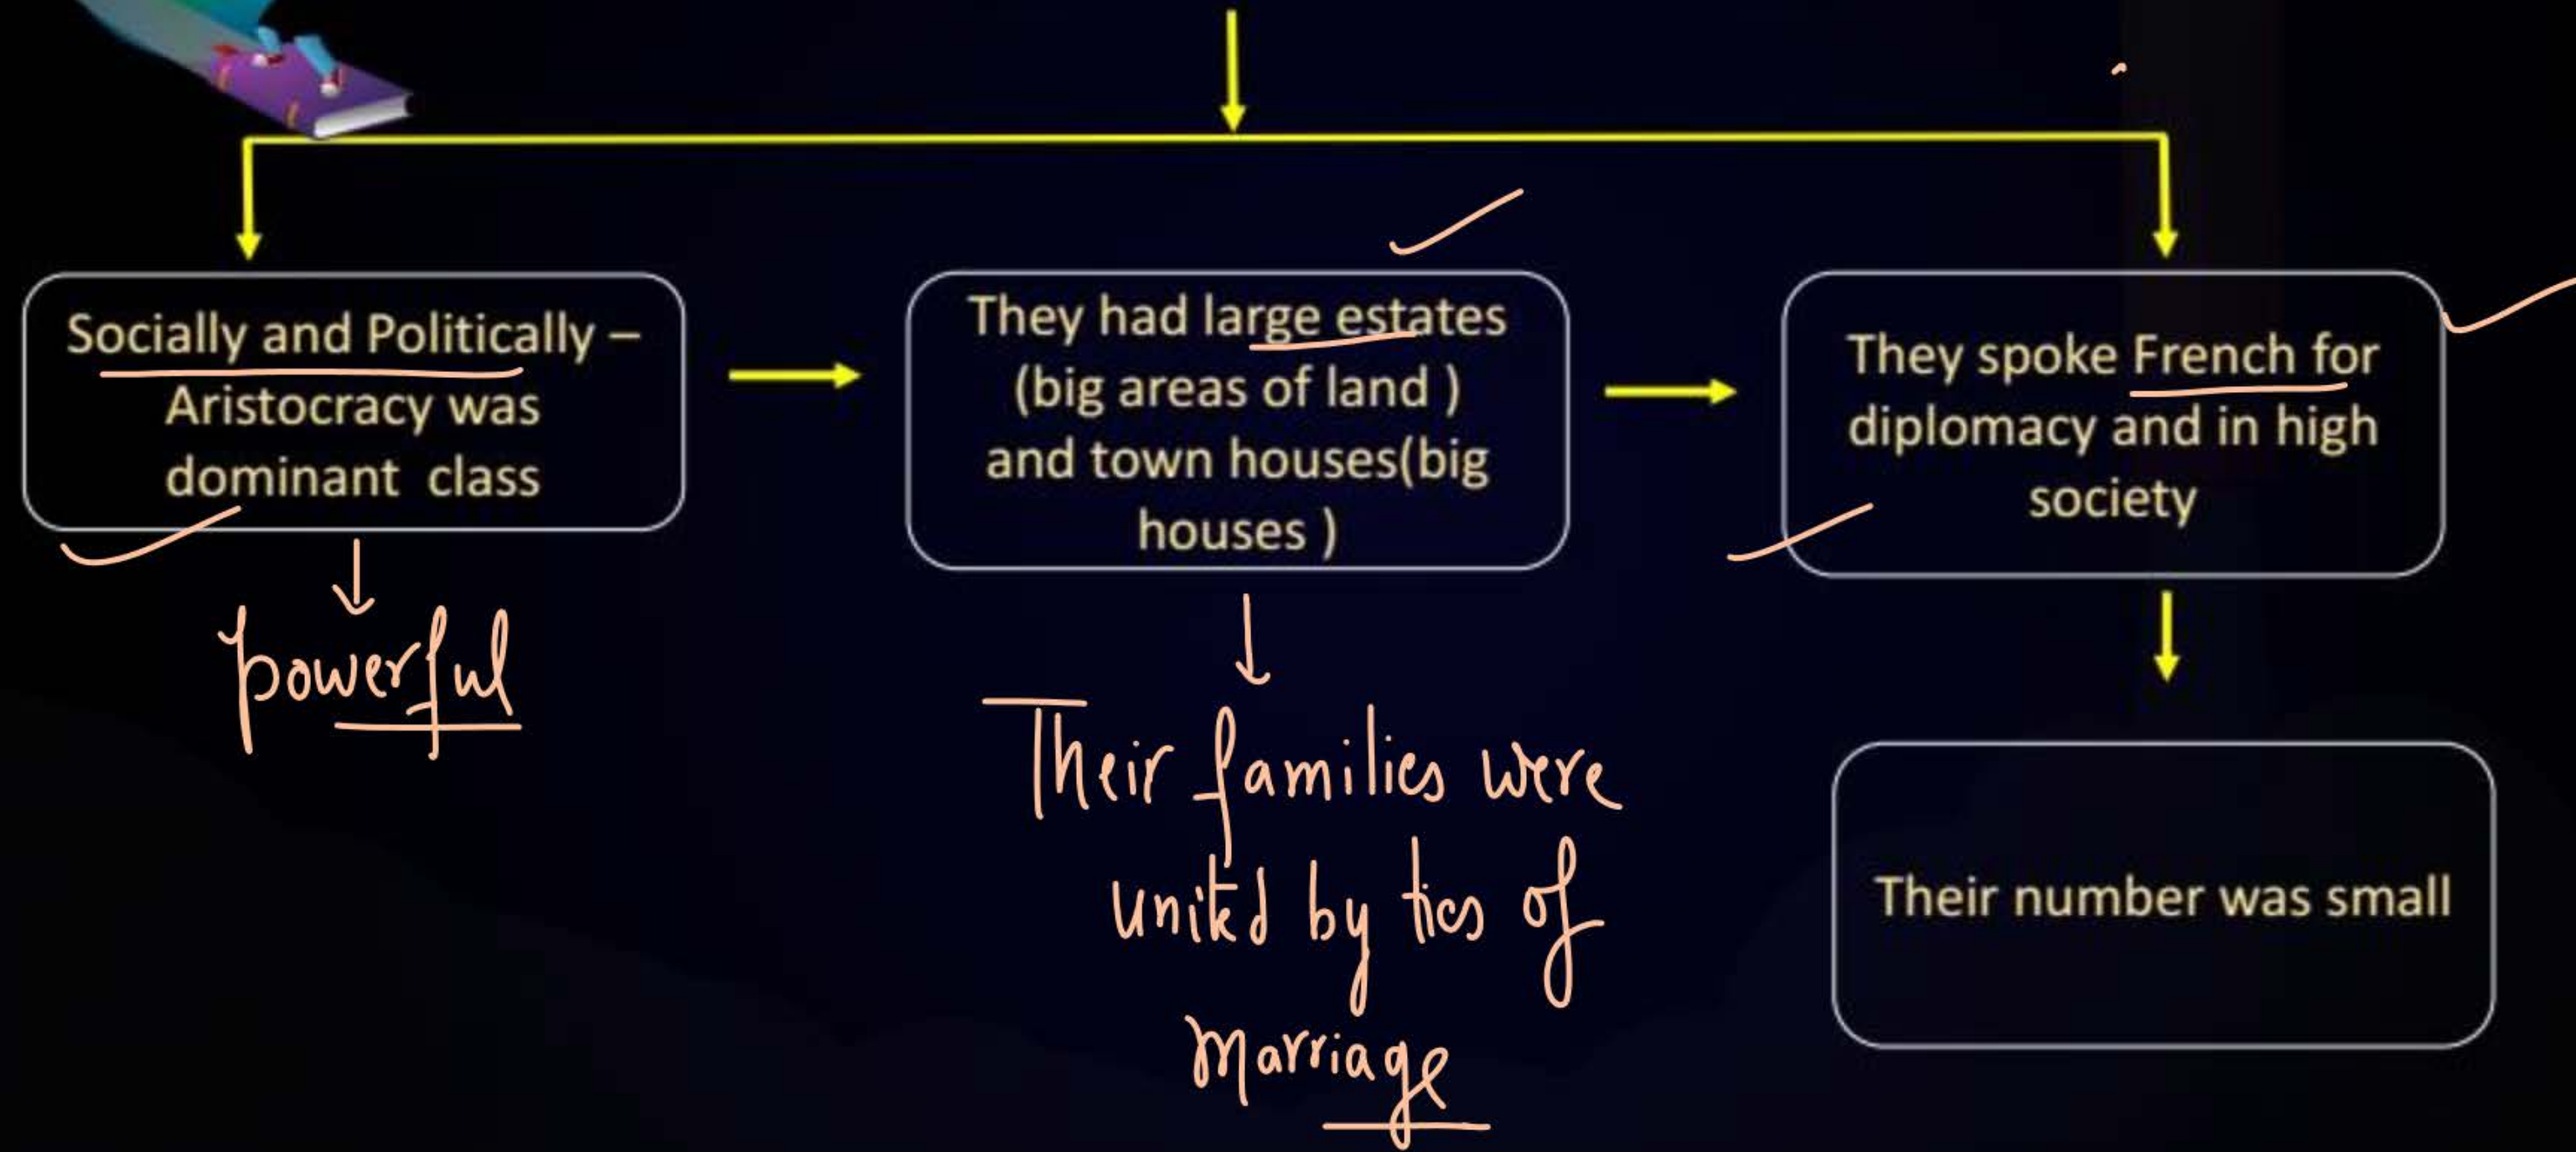 Socially and Politically –
Aristocracy was
dominant class
powerful
They had large estates
(big areas of land )
and town houses(big
houses )
Their families were
united by ties of
marriage
They spoke French for
diplomacy and in high
society
Their number was small